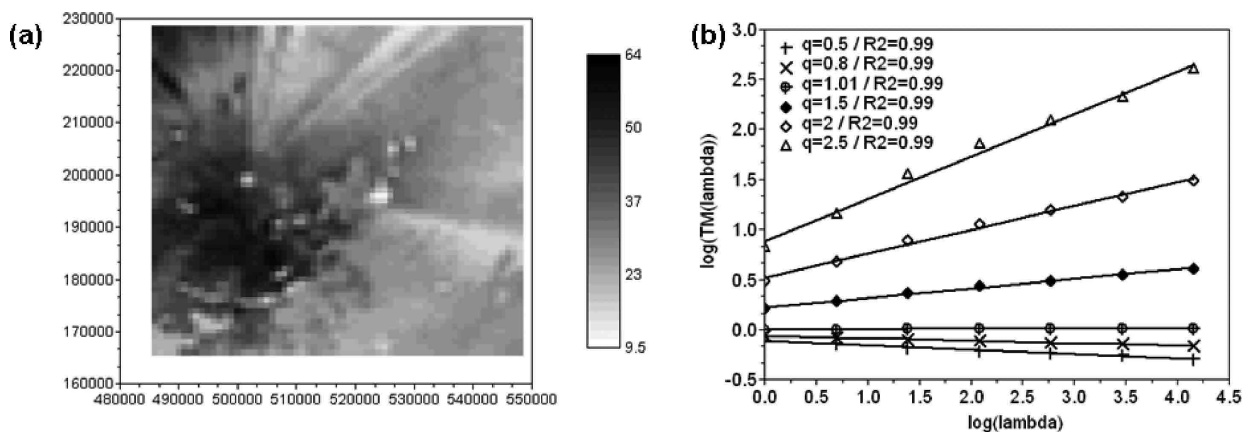 (a)
230000
220000
210000
200000
190000
180000
170000
160000
480000 490000 500000 510000 520000 530000 540000 550000
64
50
37
23
9.5
(b)
log(TM(lambda))
3.0
2.5
2.0
1.5
1.0
0.5
0.0
-0.5
q=0.5 / R2=0.99
q=0.8 / R2=0.99
q=1.01 / R2=0.99
q=1.5 / R2=0.99
q=2 / R2=0.99
q=2.5 / R2=0.99
0.0 0.5 1.0 1.5 2.0 2.5 3.0 3.5 4.0 4.5
log(lambda)